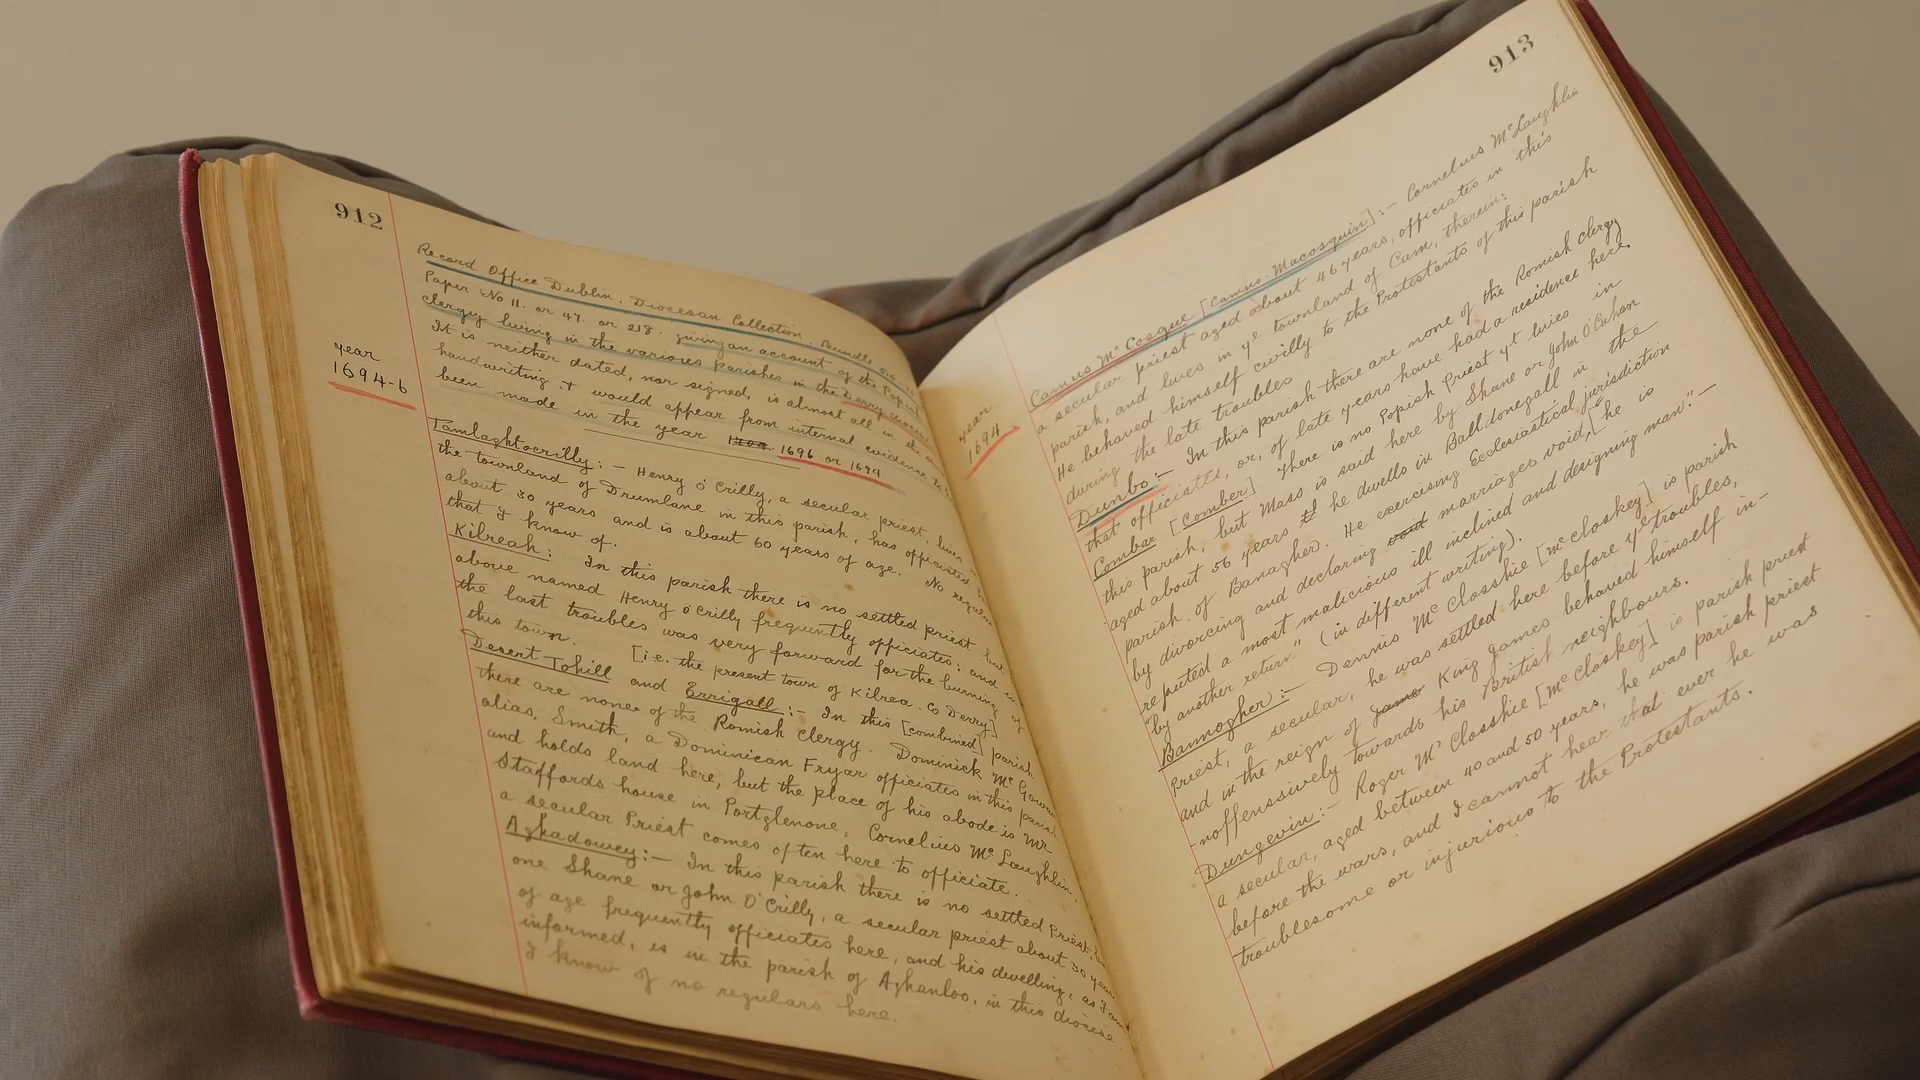 912
Record Office Dublin. Diocesan Collection. Bundle
Paper No 11. or 47. or 218. giving an account of the Popish
clergy living in the various parishes in the Derry diocese
It is neither dated, nor signed, is almost all in the
handwriting & would appear from internal evidence to
been made in the year 1696 or 1694
year
1694-6
Tamlaghtocrilly: – Henry O'Crilly, a secular priest, lives in
the townland of Drumlane in this parish, has officiated
about 30 years and is about 60 years of age. No regulars
that I know of.
Kilreah: In this parish there is no settled priest but
above named Henry O'Crilly frequently officiates: and in
the last troubles was very forward for the burning of
this town. [i.e. the present town of Kilrea. Co Derry]
Desert Tohill and Errigall:– In this [combined] parish
there are none of the Romish clergy. Dominick McGowan
alias, Smith, a Dominican Fryar officiates in this parish
and holds land here, but the place of his abode is Mr
Staffords house in Portglenone, Cornelius McLaughlin
a secular Priest comes often here to officiate.
Aghadowey:– In this parish there is no settled Priest,
one Shane or John O'Crilly, a secular priest about 30 years
of age frequently officiates here, and his dwelling, as I am
informed, is in the parish of Aghanloo, in this diocese
I know of no regulars here.
913
year
1694
Camus McCosque [Camus-Macosquin]:– Cornelius McLaughlin
a secular priest aged about 46 years, officiates in this
parish, and lives in ye townland of Cam, therein:
He behaved himself civilly to the Protestants of this parish
during the late troubles
Dunbo:– In this parish there are none of the Romish clergy
that officiates, or, of late years have had a residence here.
Combar [Comber] There is no Popish Priest yt lives in
this parish, but Mass is said here by Shane or John O'Cahan
aged about 56 years he dwells in Balldonegall in the
parish of Banagher. He exercising Ecclesiastical jurisdiction
by divorcing and declaring void marriages void, [he is
reputed a most malicious ill inclined and designing man".–
"by another return" (in different writing).
Bannogher:– Dennis McCloskie [McCloskey] is parish
Priest, a secular, he was settled here before ye troubles,
and in the reign of James King James behaved himself in-
-noffenssively towards his British neighbours.
Dungevin:– Roger McClosskie [McCloskey] is parish priest
a secular, aged between 40 and 50 years, he was parish priest
before the wars, and I cannot hear that ever he was
troublesome or injurious to the Protestants.